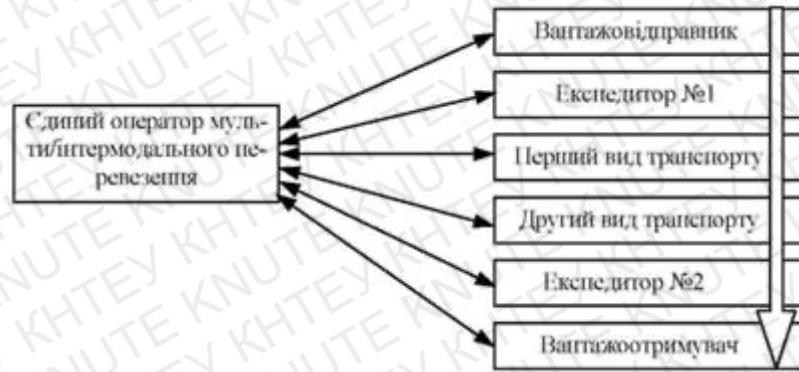 Єдиний оператор муль-
ти/інтермодального пе-
ревезення
Вантажовідправник
Експедитор №1
Перший вид транспорту
Другий вид транспорту
Експедитор №2
Вантажоотримувач